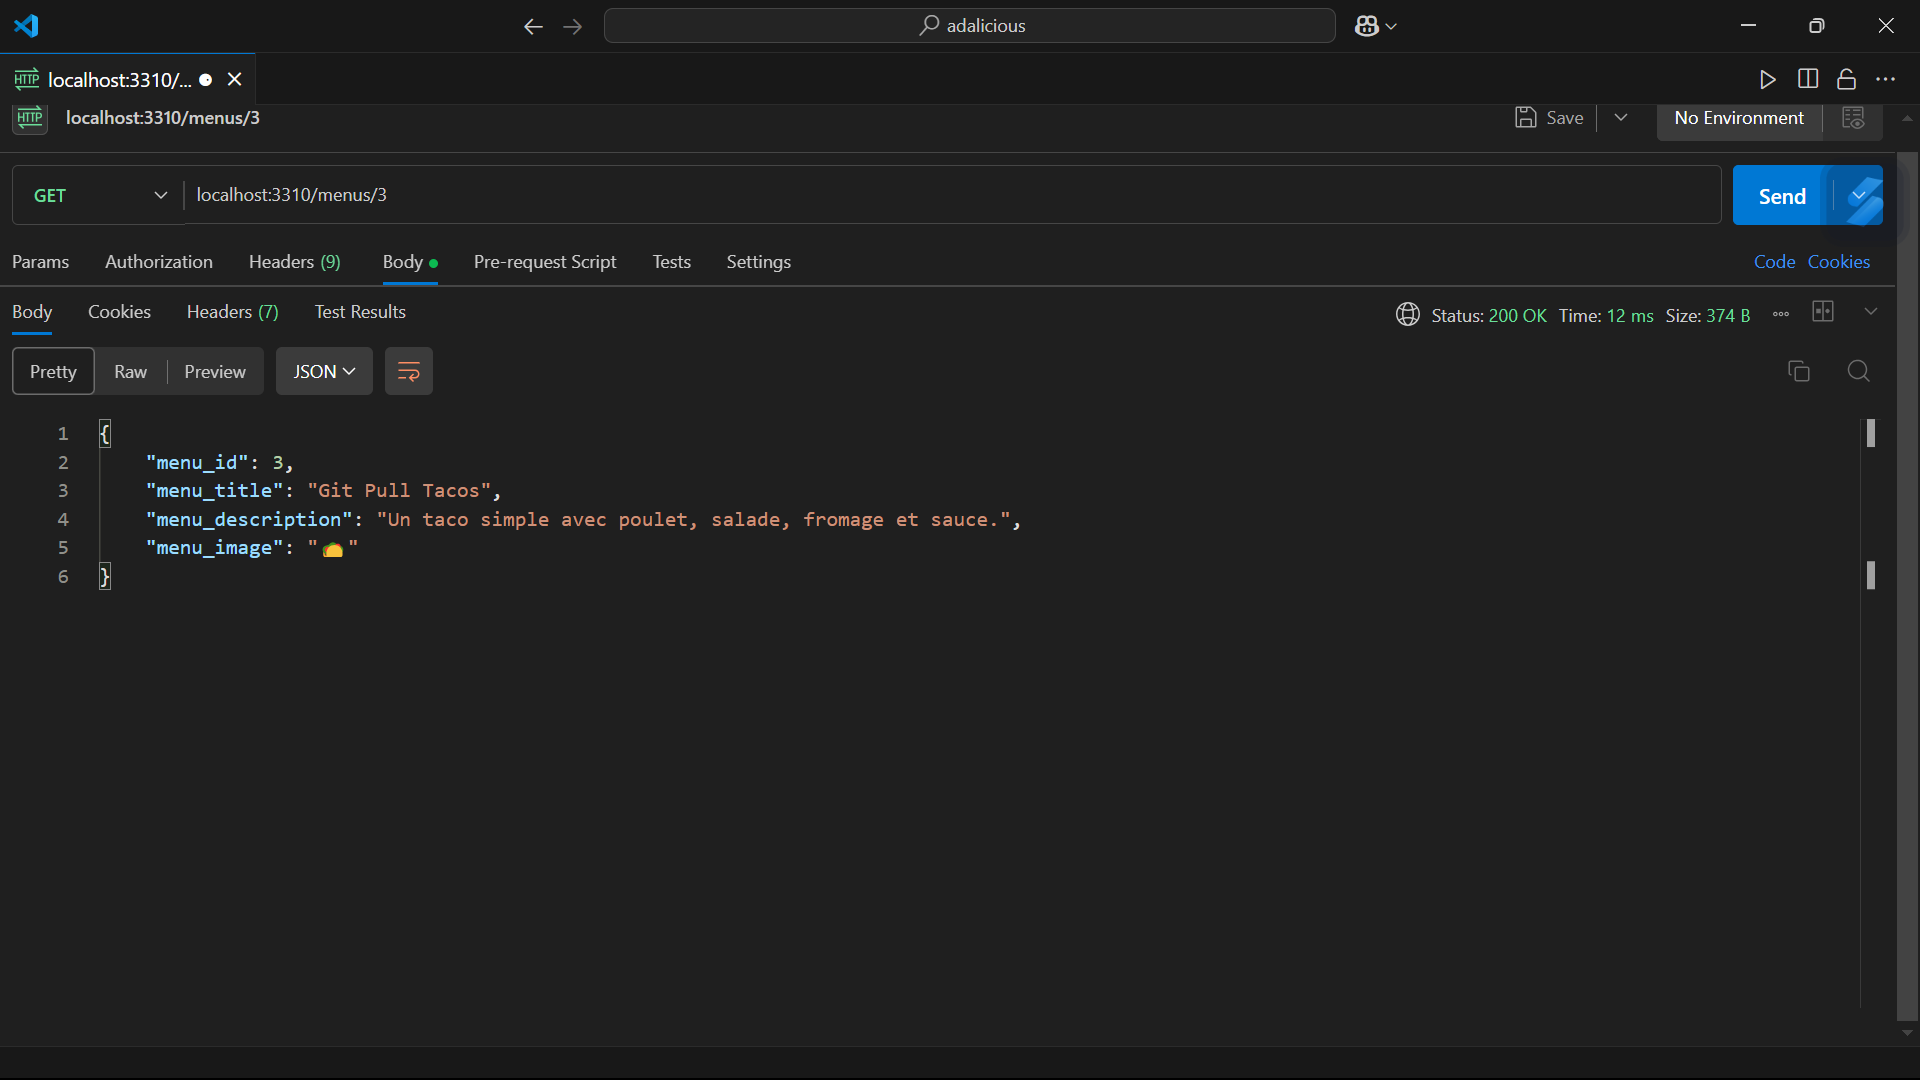 adalicious
HTTP localhost:3310/...
HTTP localhost:3310/menus/3
Save
No Environment
GET
localhost:3310/menus/3
Send
Params Authorization Headers (9) Body Pre-request Script Tests Settings
Code Cookies
Body Cookies Headers (7) Test Results
Status: 200 OK Time: 12 ms Size: 374 B
Pretty Raw Preview JSON
1 {
2 "menu_id": 3,
3 "menu_title": "Git Pull Tacos",
4 "menu_description": "Un taco simple avec poulet, salade, fromage et sauce.",
5 "menu_image": "🌮"
6 }